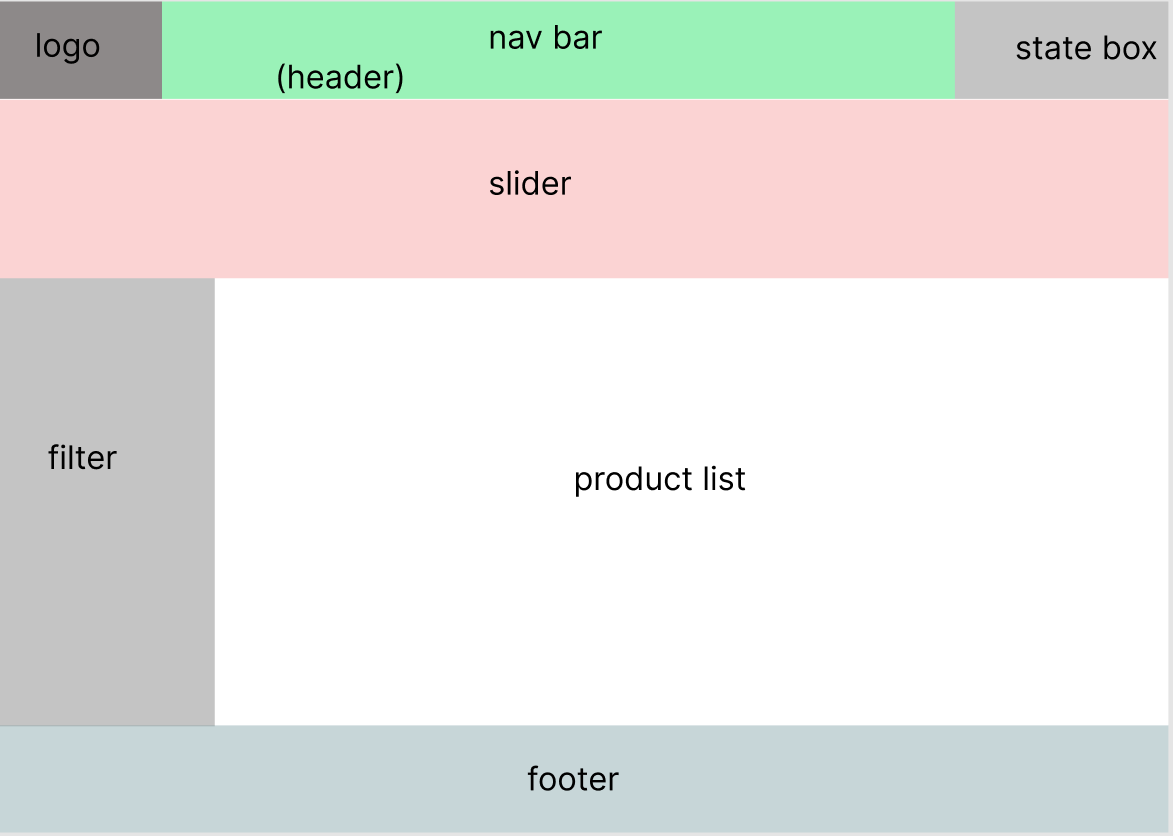 logo
nav bar
(header)
state box
slider
filter
product list
footer